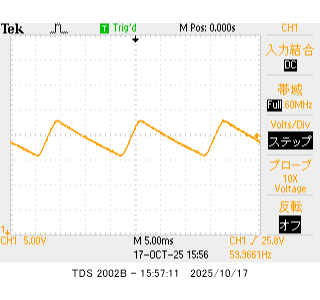 Tek T Trig'd M Pos: 0.000s CH1
入力結合
DC
帯域
Full 60MHz
Volts/Div
ステップ
プローブ
10X
Voltage
反転
オフ
1
CH1 5.00V M 5.00ms CH1 / 25.8V
17-OCT-25 15:56 59.9661Hz
TDS 2002B - 15:57:11 2025/10/17